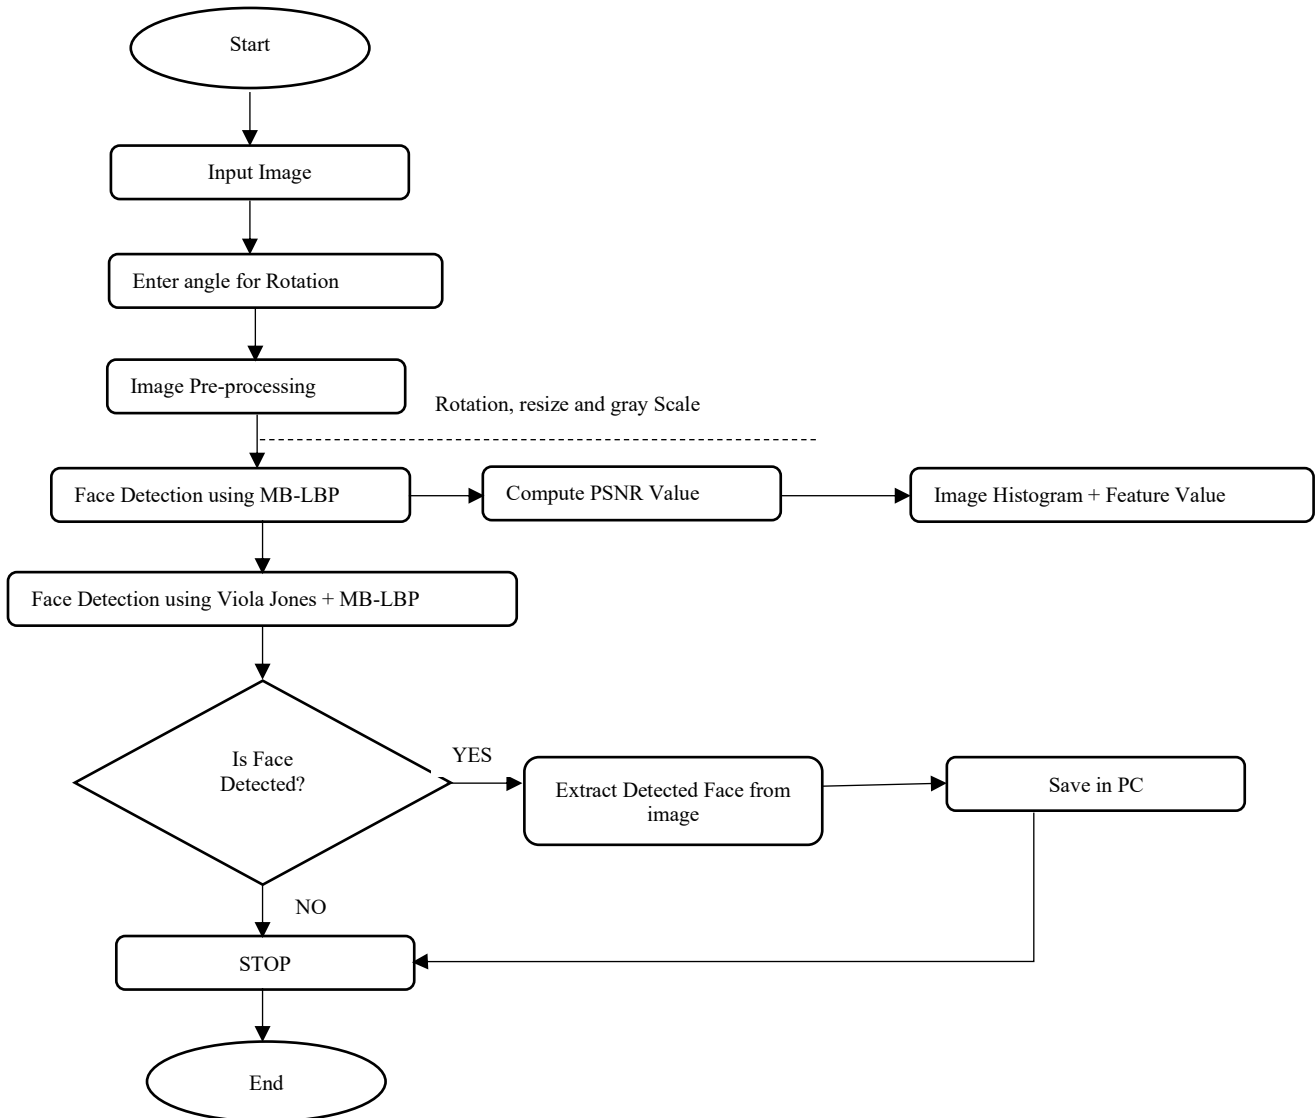 Start
Input Image
Enter angle for Rotation
Image Pre-processing
Rotation, resize and gray Scale
Face Detection using MB-LBP
Compute PSNR Value
Image Histogram + Feature Value
Face Detection using Viola Jones + MB-LBP
Is Face
Detected?
YES
Extract Detected Face from
image
Save in PC
NO
STOP
End